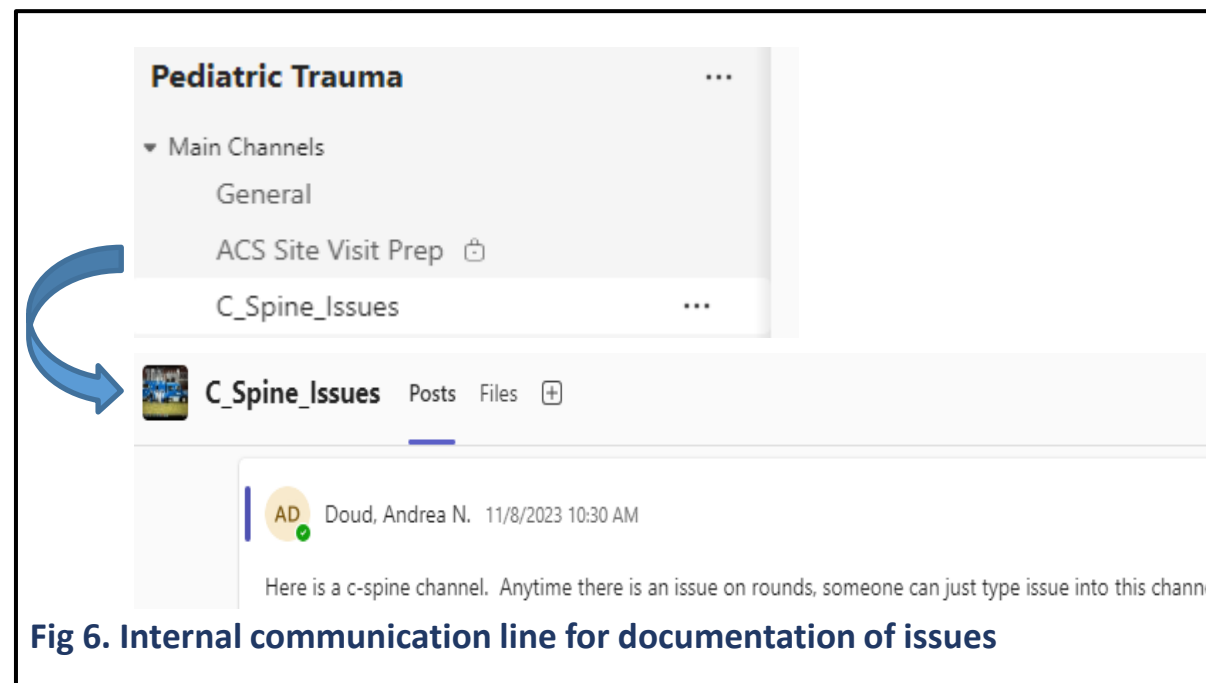 Pediatric Trauma
Main Channels
General
ACS Site Visit Prep
C_Spine_Issues
C_Spine_Issues Posts Files
AD Doud, Andrea N. 11/8/2023 10:30 AM
Here is a c-spine channel. Anytime there is an issue on rounds, someone can just type issue into this chann
Fig 6. Internal communication line for documentation of issues